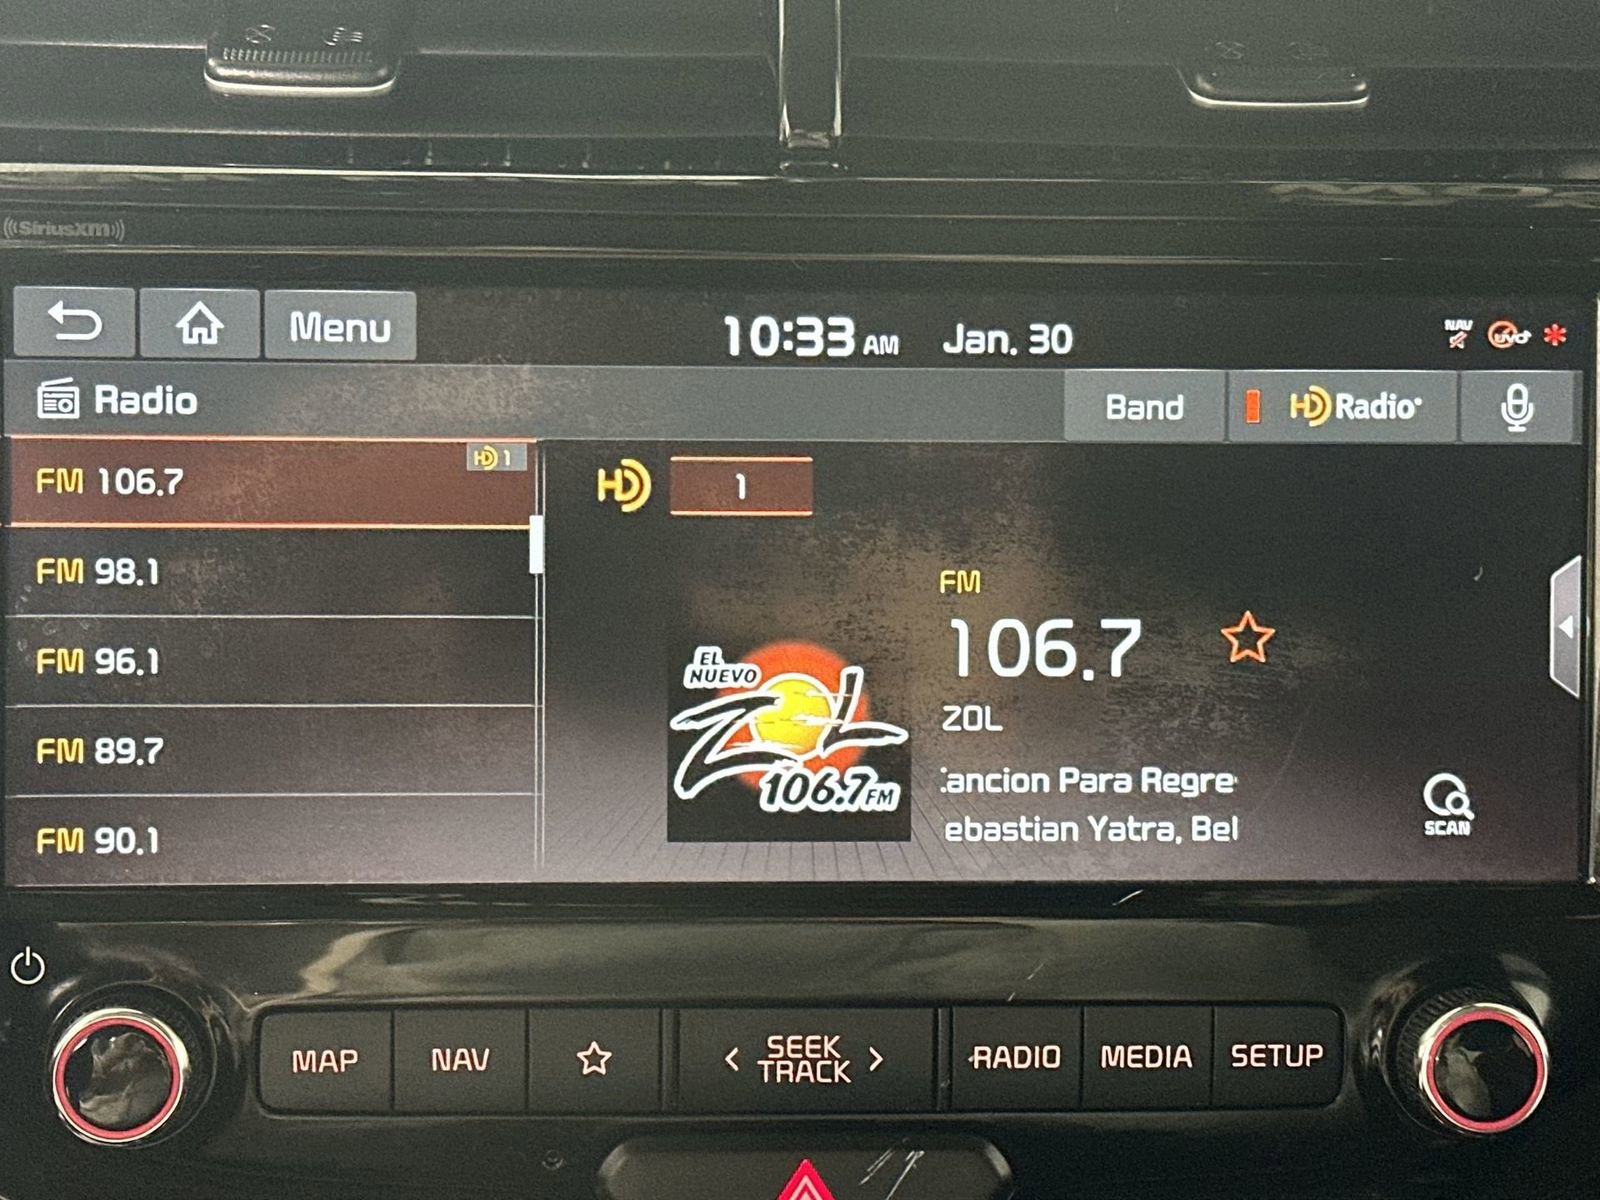 SiriusXM
Menu
10:33 AM Jan. 30
NAV
UVO
Radio
Band
HD Radio
FM 106.7
HD 1
FM 98.1
FM 96.1
FM 89.7
FM 90.1
HD 1
EL
NUEVO
ZOL
106.7FM
FM
106.7
ZOL
ancion Para Regre
ebastian Yatra, Bel
SCAN
MAP
NAV
< SEEK >
TRACK
RADIO
MEDIA
SETUP